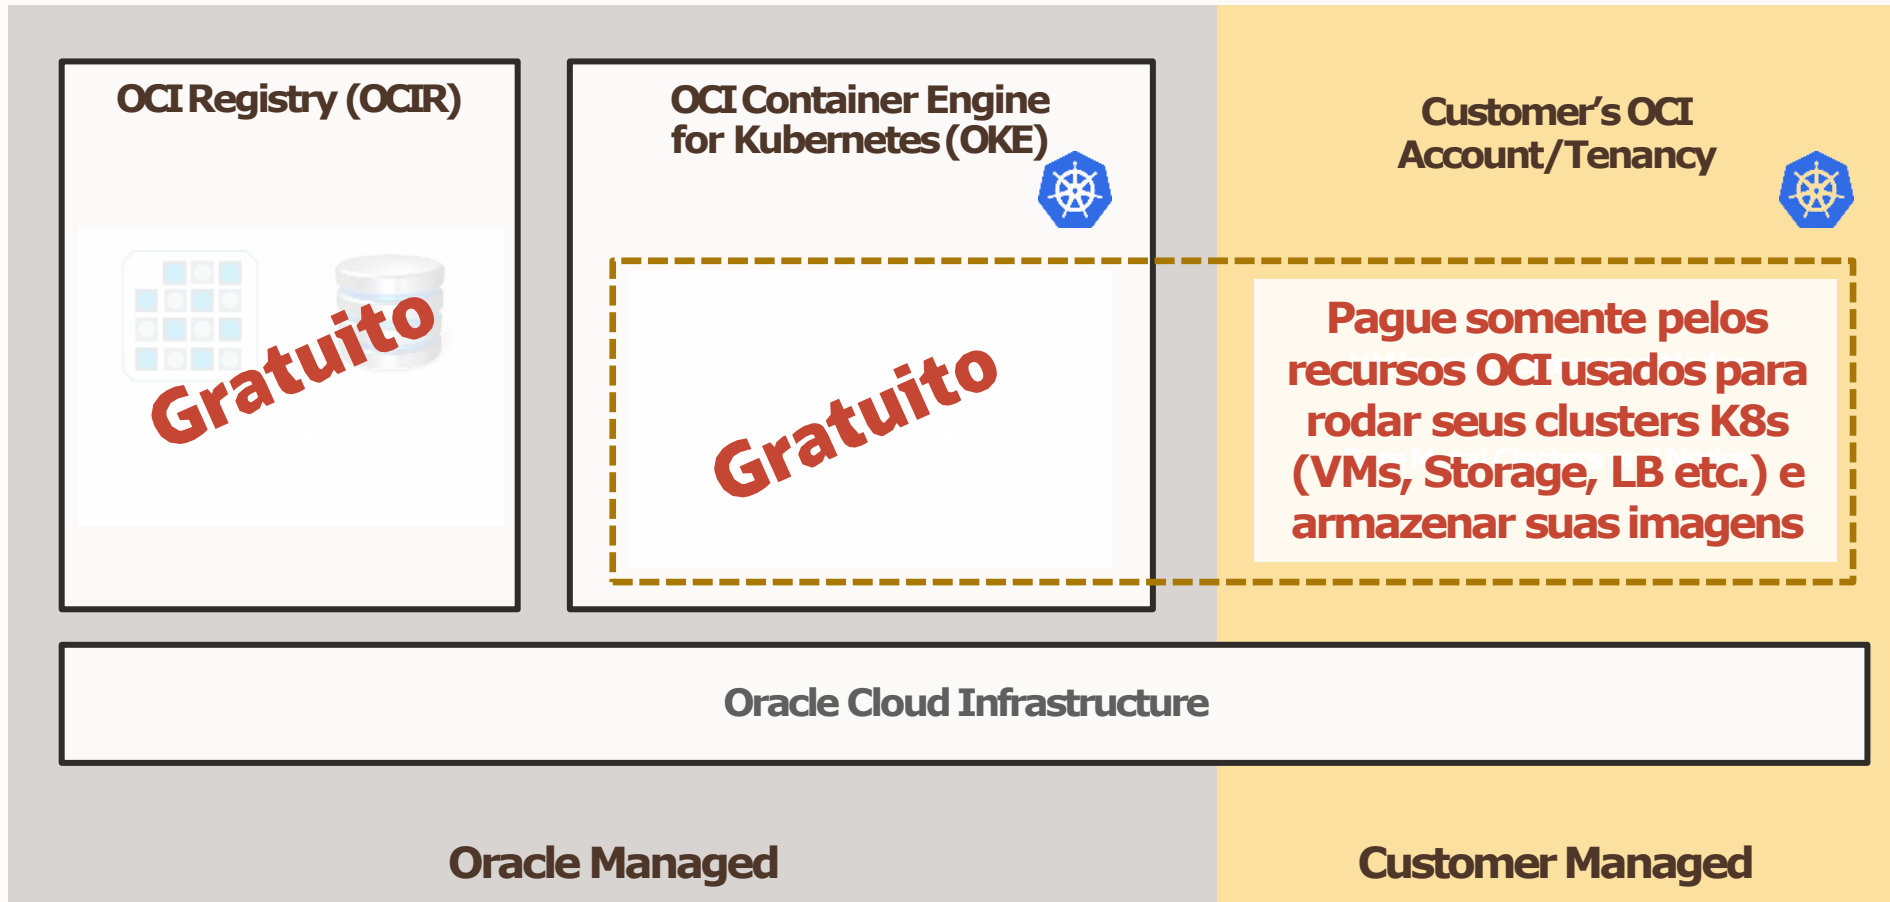 OCI Registry (OCIR)
Gratuito
OCI Container Engine
for Kubernetes (OKE)
Gratuito
Customer’s OCI
Account/Tenancy
Pague somente pelos
recursos OCI usados para
rodar seus clusters K8s
(VMs, Storage, LB etc.) e
armazenar suas imagens
Oracle Cloud Infrastructure
Oracle Managed
Customer Managed